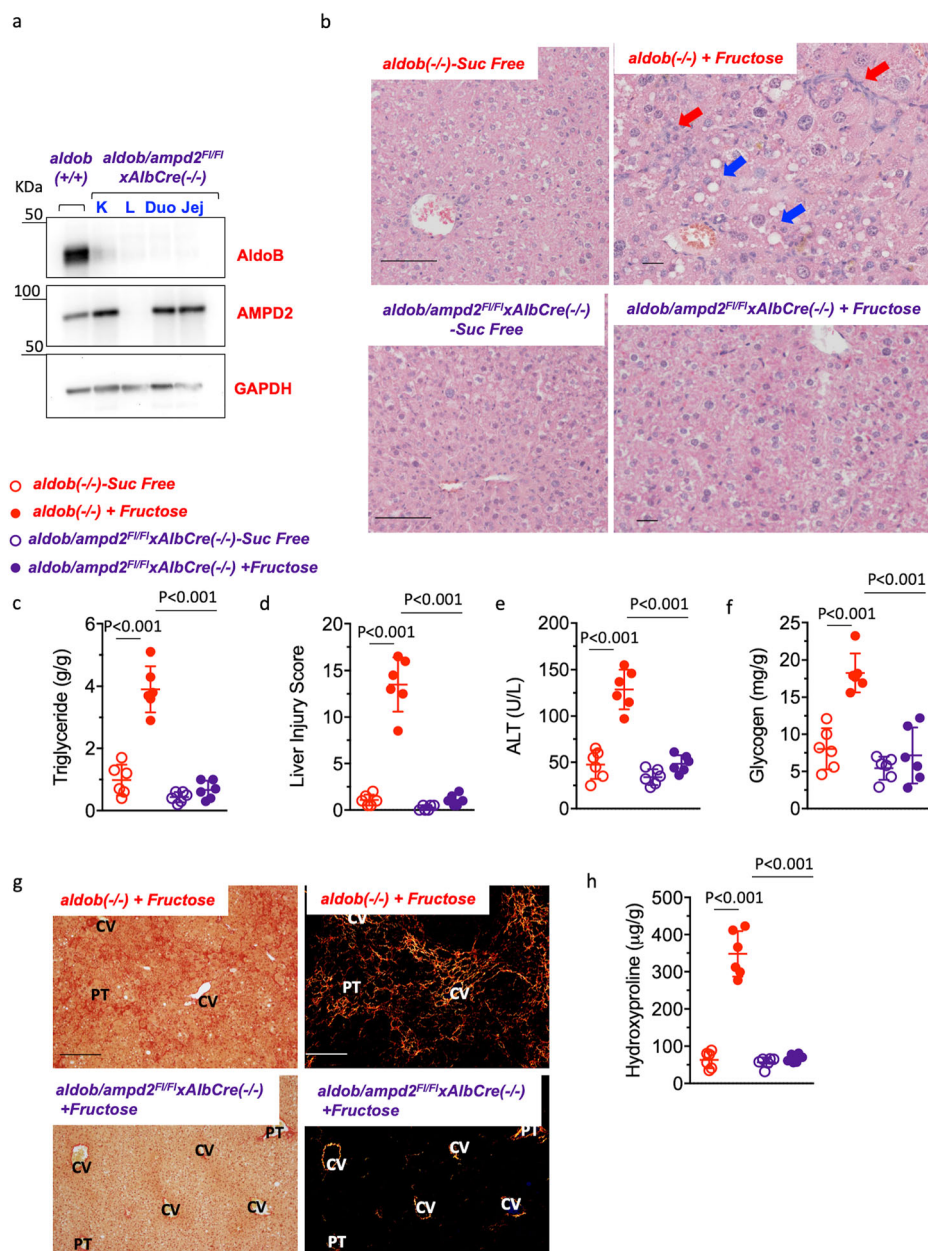 a
aldob
(+/+)
aldob/ampd2Fl/Fl
xAlbCre(-/-)
KDa
K L Duo Jej
50
AldoB
100
AMPD2
50
GAPDH
b
aldob(-/-)-Suc Free
aldob(-/-) + Fructose
aldob/ampd2Fl/FlxAlbCre(-/-)
-Suc Free
aldob/ampd2Fl/FlxAlbCre(-/-) + Fructose
aldob(-/-)-Suc Free
aldob(-/-) + Fructose
aldob/ampd2Fl/FlxAlbCre(-/-)-Suc Free
aldob/ampd2Fl/FlxAlbCre(-/-) +Fructose
c
P<0.001
P<0.001
Triglyceride (g/g)
6
4
2
0
d
P<0.001
P<0.001
Liver Injury Score
20
15
10
5
0
e
P<0.001
P<0.001
ALT (U/L)
200
150
100
50
0
f
P<0.001
P<0.001
Glycogen (mg/g)
25
20
15
10
5
0
g
aldob(-/-) + Fructose
CV
PT
CV
aldob(-/-) + Fructose
CV
PT
CV
aldob/ampd2Fl/FlxAlbCre(-/-)
+Fructose
PT
CV
CV
CV
CV
PT
aldob/ampd2Fl/FlxAlbCre(-/-)
+Fructose
PT
CV
CV
CV
CV
h
P<0.001
P<0.001
Hydroxyproline (µg/g)
500
400
300
200
100
0